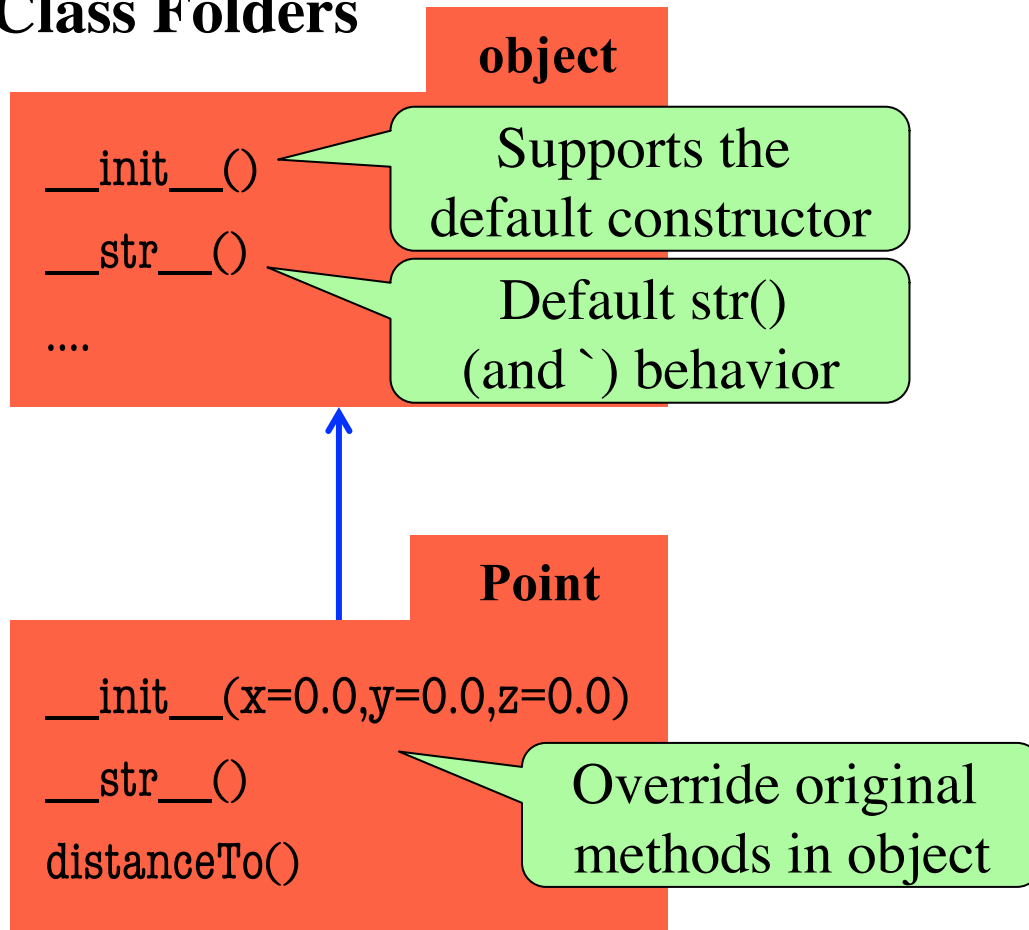 Class Folders
object
__init__()
Supports the
default constructor
__str__()
Default str()
(and `) behavior
....
Point
__init__(x=0.0,y=0.0,z=0.0)
__str__()
Override original
methods in object
distanceTo()